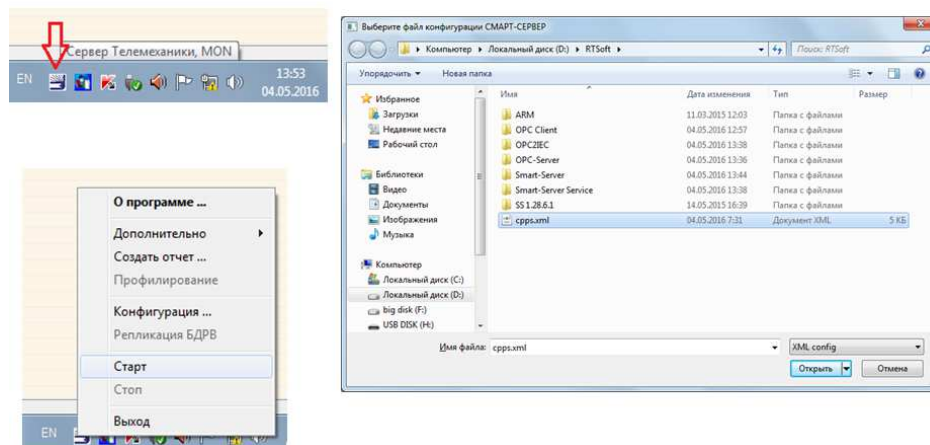 Сервер Телемеханики, MON
EN
13:53
04.05.2016
О программе ...
Дополнительно
Создать отчет ...
Профилирование
Конфигурация ...
Репликация БДРВ
Старт
Стоп
Выход
EN
Выберите файл конфигурации СМАРТ-СЕРВЕР
Компьютер
Локальный диск (D:)
RTSoft
Поиск: RTSoft
Упорядочить
Новая папка
Избранное
Загрузки
Недавние места
Рабочий стол
Библиотеки
Видео
Документы
Изображения
Музыка
Компьютер
Локальный диск (C:)
Локальный диск (D:)
big disk (F:)
USB DISK (H:)
Имя Дата изменения Тип Размер
ARM 11.03.2015 12:03 Папка с файлами
OPC Client 04.05.2016 12:57 Папка с файлами
OPC2IEC 04.05.2016 13:38 Папка с файлами
OPC-Server 04.05.2016 13:36 Папка с файлами
Smart-Server 04.05.2016 13:44 Папка с файлами
Smart-Server Service 04.05.2016 13:38 Папка с файлами
SS 1.28.6.1 14.05.2015 16:39 Папка с файлами
cpps.xml 04.05.2016 7:31 Документ XML 5 КБ
Имя файла: cpps.xml
XML config
Открыть
Отмена